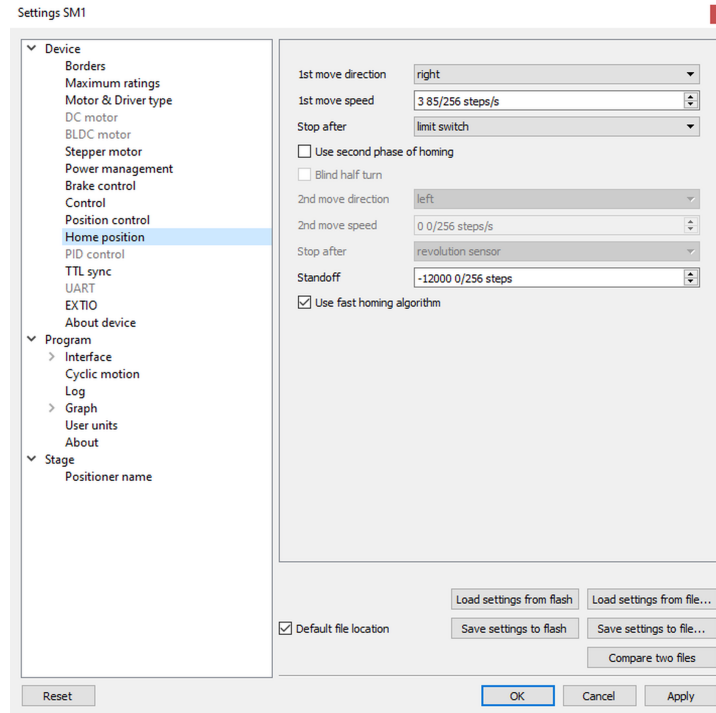 Settings SM1
Device
Borders
Maximum ratings
Motor & Driver type
DC motor
BLDC motor
Stepper motor
Power management
Brake control
Control
Position control
Home position
PID control
TTL sync
UART
EXTIO
About device
Program
Interface
Cyclic motion
Log
Graph
User units
About
Stage
Positioner name
1st move direction right
1st move speed 3 85/256 steps/s
Stop after limit switch
Use second phase of homing
Blind half turn
2nd move direction left
2nd move speed 0 0/256 steps/s
Stop after revolution sensor
Standoff -12000 0/256 steps
Use fast homing algorithm
Load settings from flash Load settings from file...
Default file location Save settings to flash Save settings to file...
Compare two files
Reset OK Cancel Apply